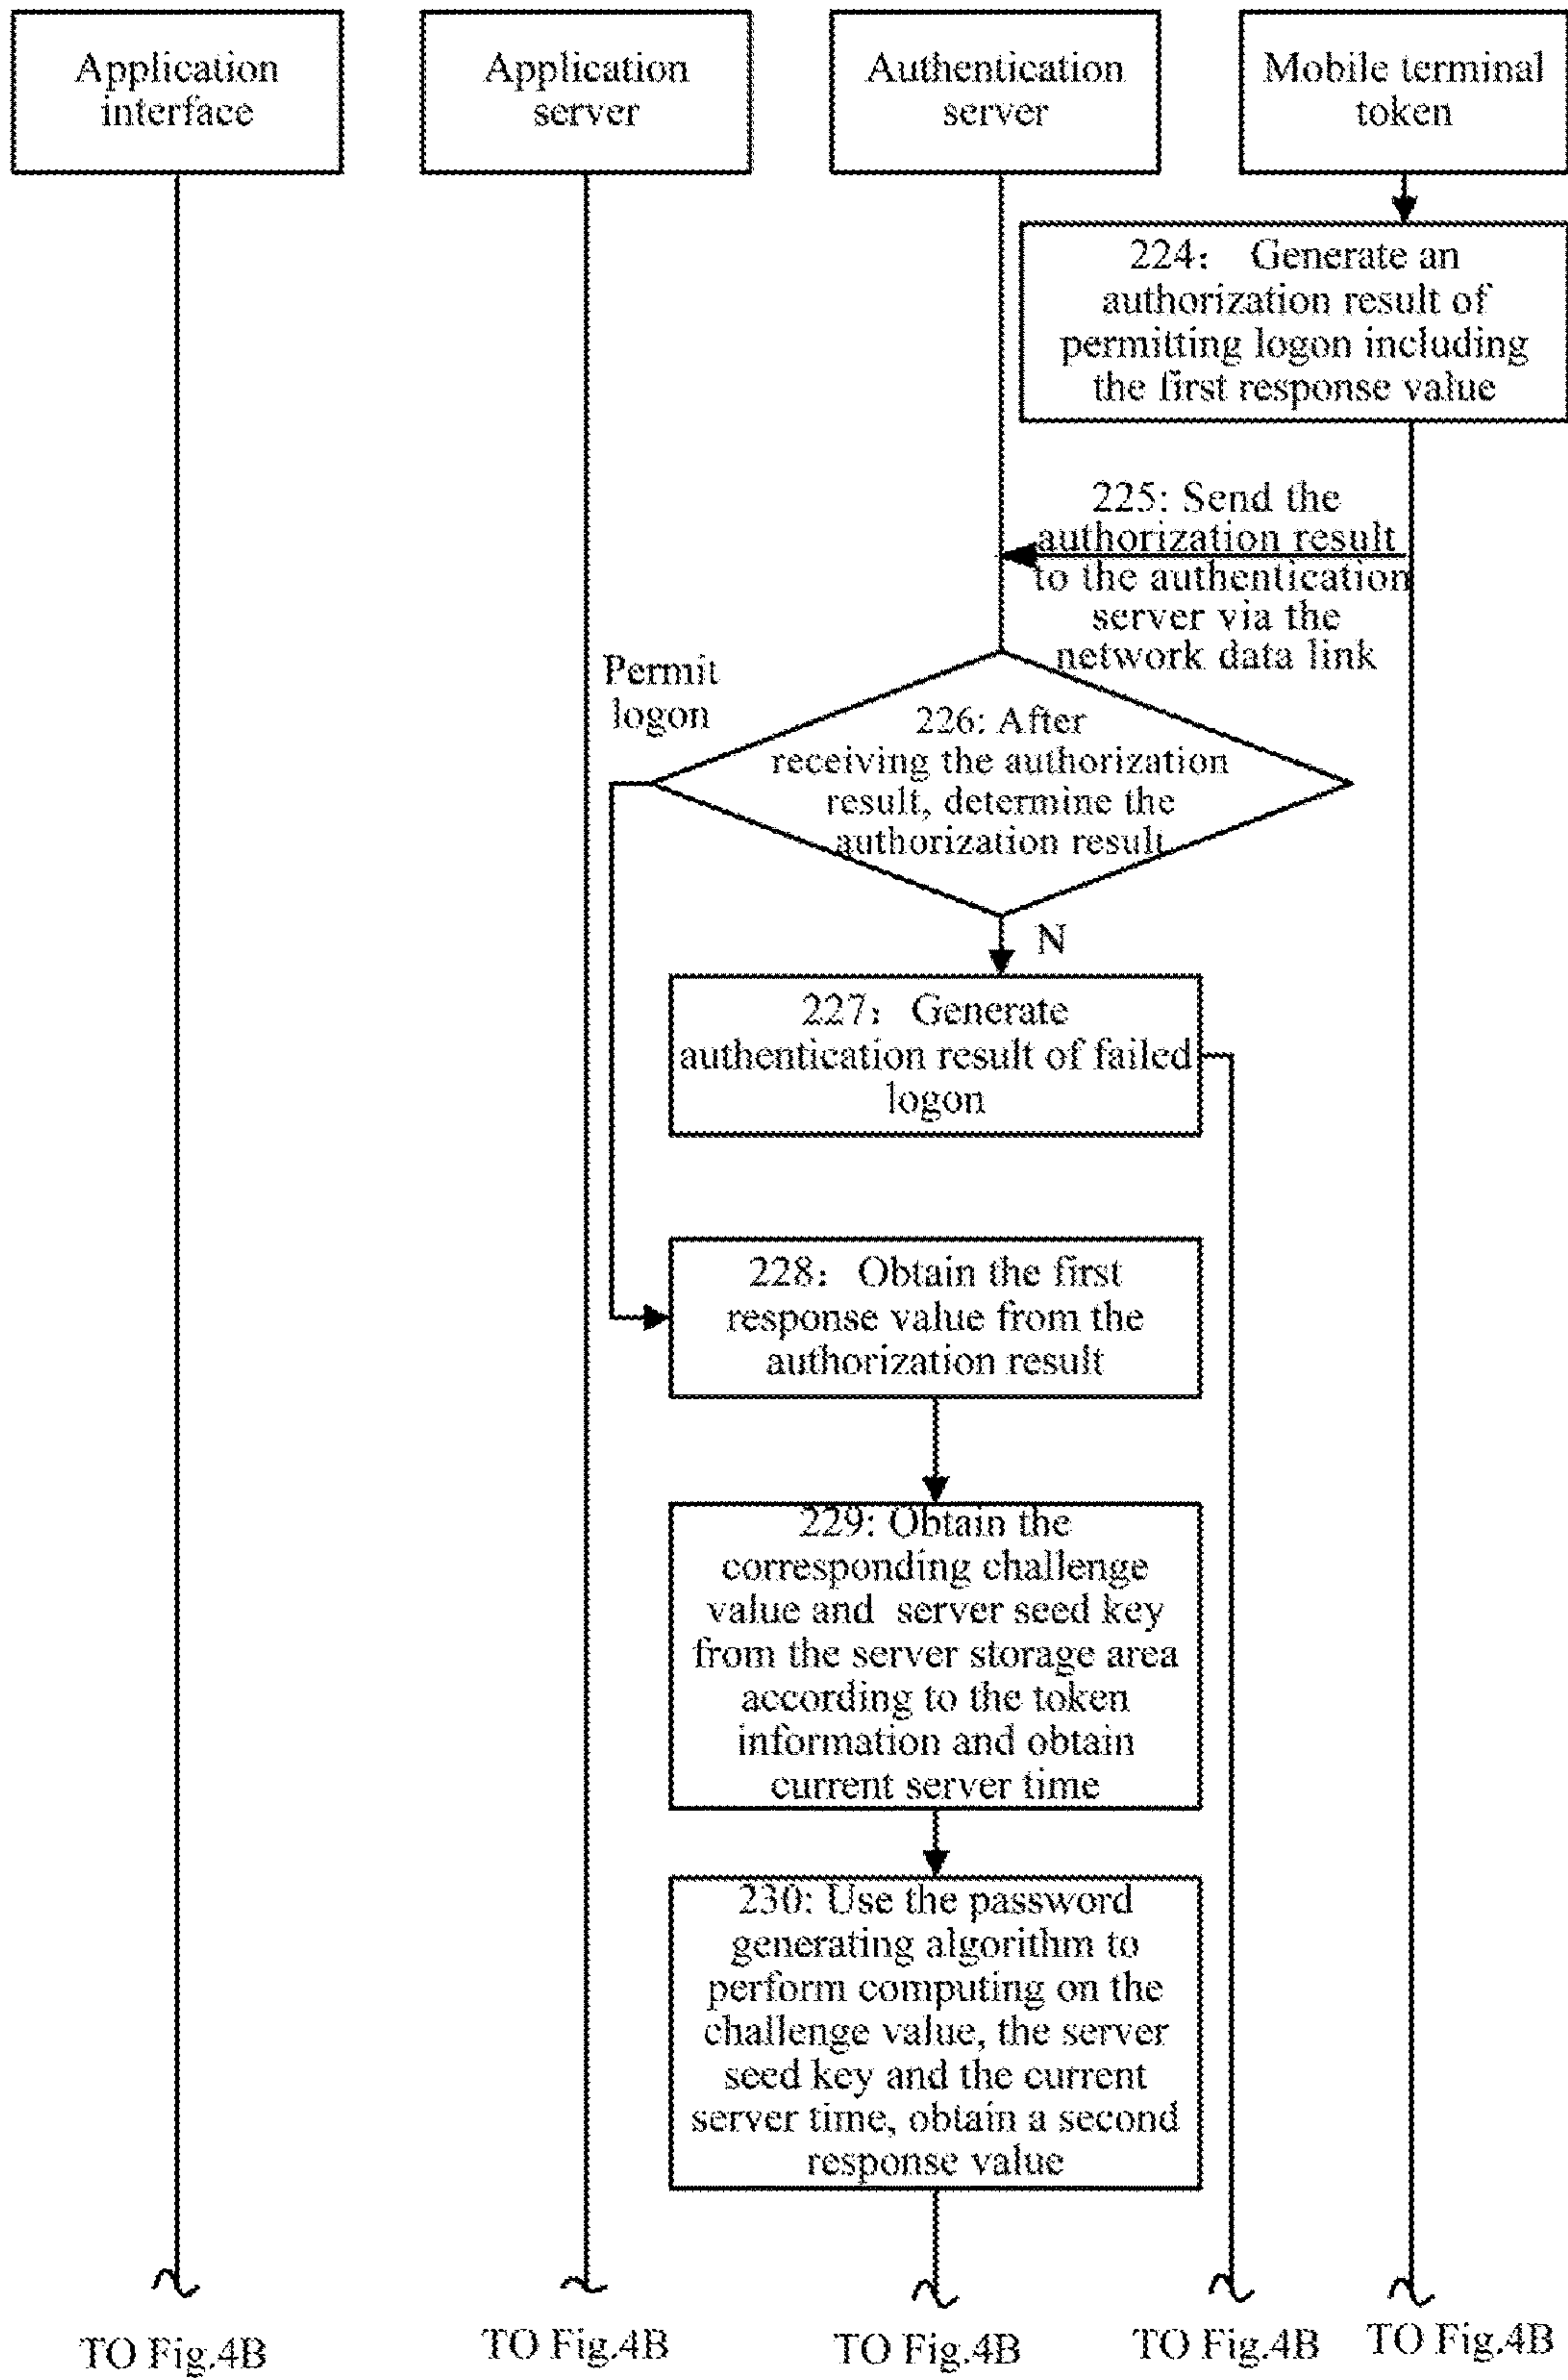 Application
interface
Application
server
Authentication
server
Mobile terminal
token
224： Generate an
authorization result of
permitting logon including
the first response value
225: Send the
authorization result
to the authentication
server via the
network data link
Permit
logon
226: After
receiving the authorization
result, determine the
authorization result
N
227： Generate
authentication result of failed
logon
228： Obtain the first
response value from the
authorization result
229: Obtain the
corresponding challenge
value and server seed key
from the server storage area
according to the token
information and obtain
current server time
230: Use the password
generating algorithm to
perform computing on the
challenge value, the server
seed key and the current
server time, obtain a second
response value
TO Fig.4B
TO Fig.4B
TO Fig.4B
TO Fig.4B
TO Fig.4B